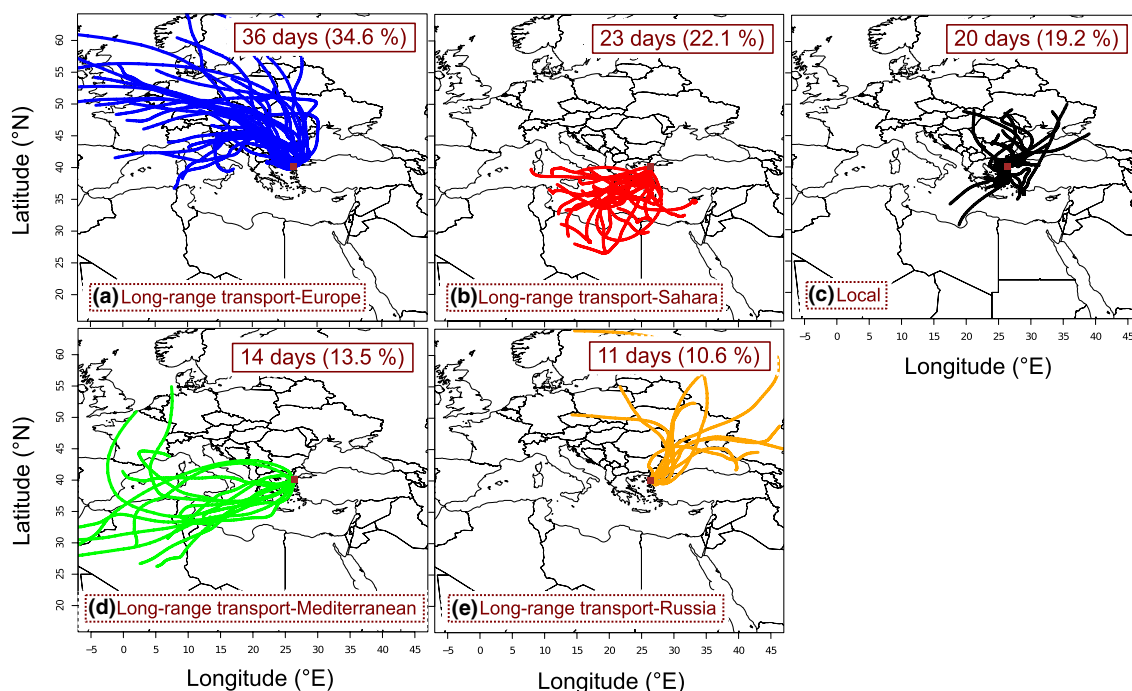 36 days (34.6 %)
23 days (22.1 %)
20 days (19.2 %)
Latitude (°N)
60
55
50
45
40
35
30
25
20
(a) Long-range transport-Europe
(b) Long-range transport-Sahara
(c) Local
-5 0 5 10 15 20 25 30 35 40 45
Longitude (°E)
14 days (13.5 %)
11 days (10.6 %)
Latitude (°N)
60
55
50
40
30
20
(d) Long-range transport-Mediterranean
(e) Long-range transport-Russia
-5 0 5 10 15 20 25 30 35 40 45
-5 0 5 10 15 20 25 30 35 40 45
Longitude (°E)
Longitude (°E)